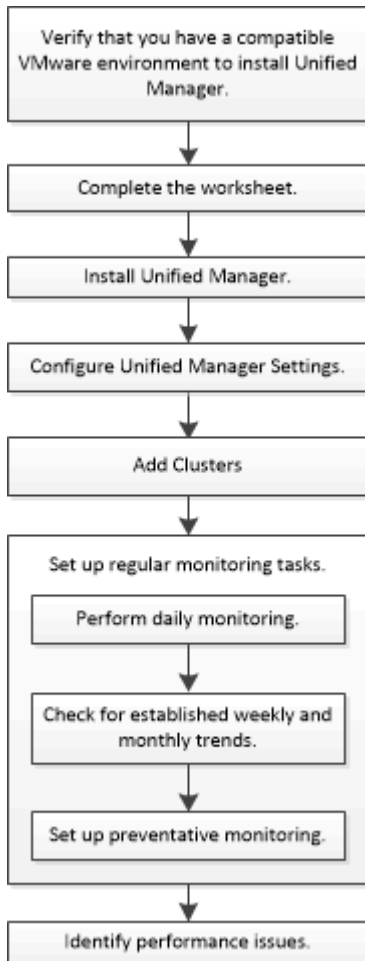 Verify that you have a compatible
VMware environment to install Unified
Manager.
Complete the worksheet.
Install Unified Manager.
Configure Unified Manager Settings.
Add Clusters
Set up regular monitoring tasks.
Perform daily monitoring.
Check for established weekly and
monthly trends.
Set up preventative monitoring.
Identify performance issues.